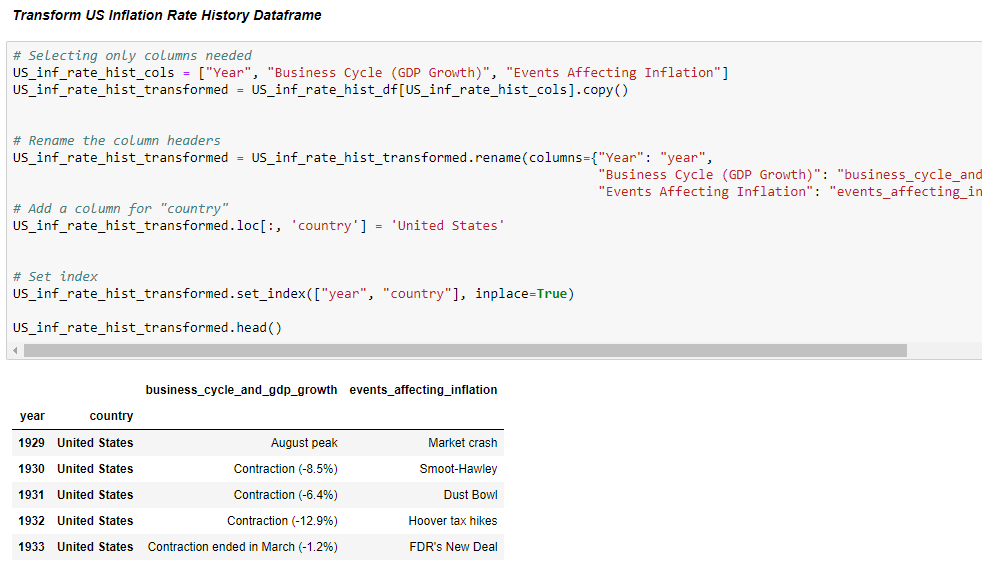 Transform US Inflation Rate History Dataframe
# Selecting only columns needed
US_inf_rate_hist_cols = ["Year", "Business Cycle (GDP Growth)", "Events Affecting Inflation"]
US_inf_rate_hist_transformed = US_inf_rate_hist_df[US_inf_rate_hist_cols].copy()
# Rename the column headers
US_inf_rate_hist_transformed = US_inf_rate_hist_transformed.rename(columns={"Year": "year",
"Business Cycle (GDP Growth)": "business_cycle_and
"Events Affecting Inflation": "events_affecting_in
# Add a column for "country"
US_inf_rate_hist_transformed.loc[:, 'country'] = 'United States'
# Set index
US_inf_rate_hist_transformed.set_index(["year", "country"], inplace=True)
US_inf_rate_hist_transformed.head()
business_cycle_and_gdp_growth events_affecting_inflation
year country
1929 United States August peak Market crash
1930 United States Contraction (-8.5%) Smoot-Hawley
1931 United States Contraction (-6.4%) Dust Bowl
1932 United States Contraction (-12.9%) Hoover tax hikes
1933 United States Contraction ended in March (-1.2%) FDR's New Deal